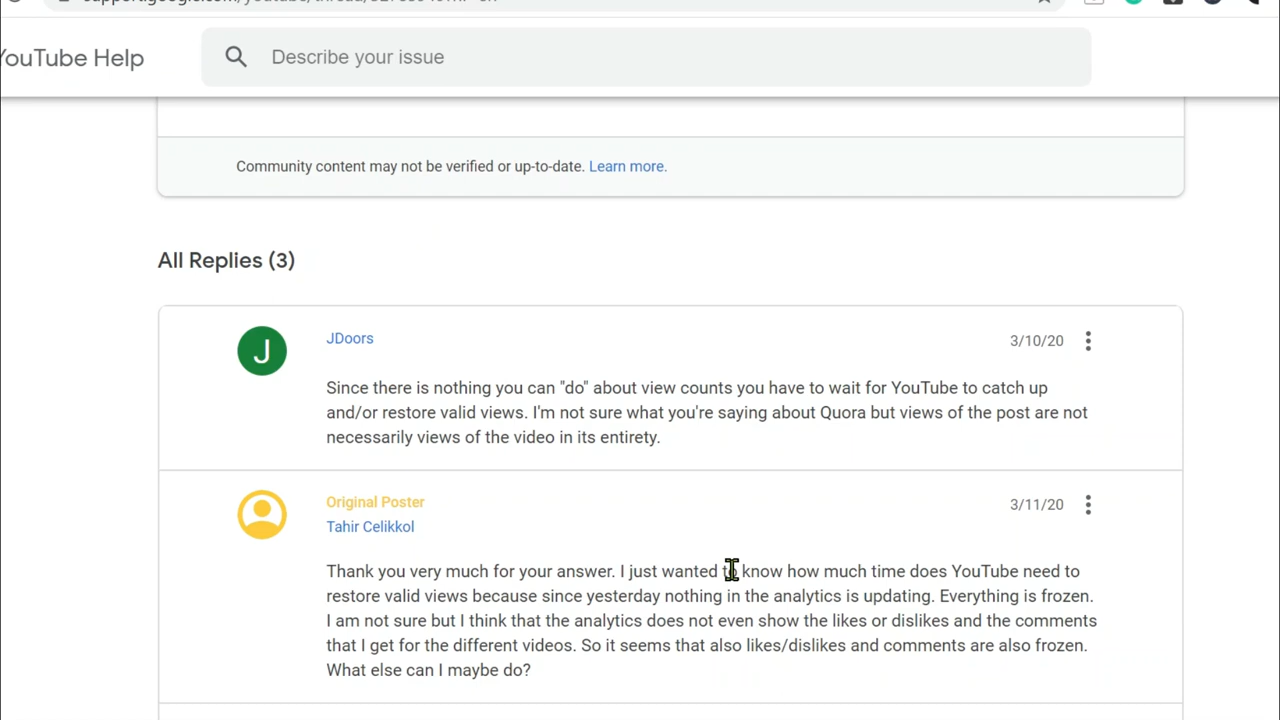 YouTube Help
Describe your issue
Community content may not be verified or up-to-date. Learn more.
All Replies (3)
J
JDoors
3/10/20
Since there is nothing you can "do" about view counts you have to wait for YouTube to catch up
and/or restore valid views. I'm not sure what you're saying about Quora but views of the post are not
necessarily views of the video in its entirety.
Original Poster
3/11/20
Tahir Celikkol
Thank you very much for your answer. I just wanted to know how much time does YouTube need to
restore valid views because since yesterday nothing in the analytics is updating. Everything is frozen.
I am not sure but I think that the analytics does not even show the likes or dislikes and the comments
that I get for the different videos. So it seems that also likes/dislikes and comments are also frozen.
What else can I maybe do?